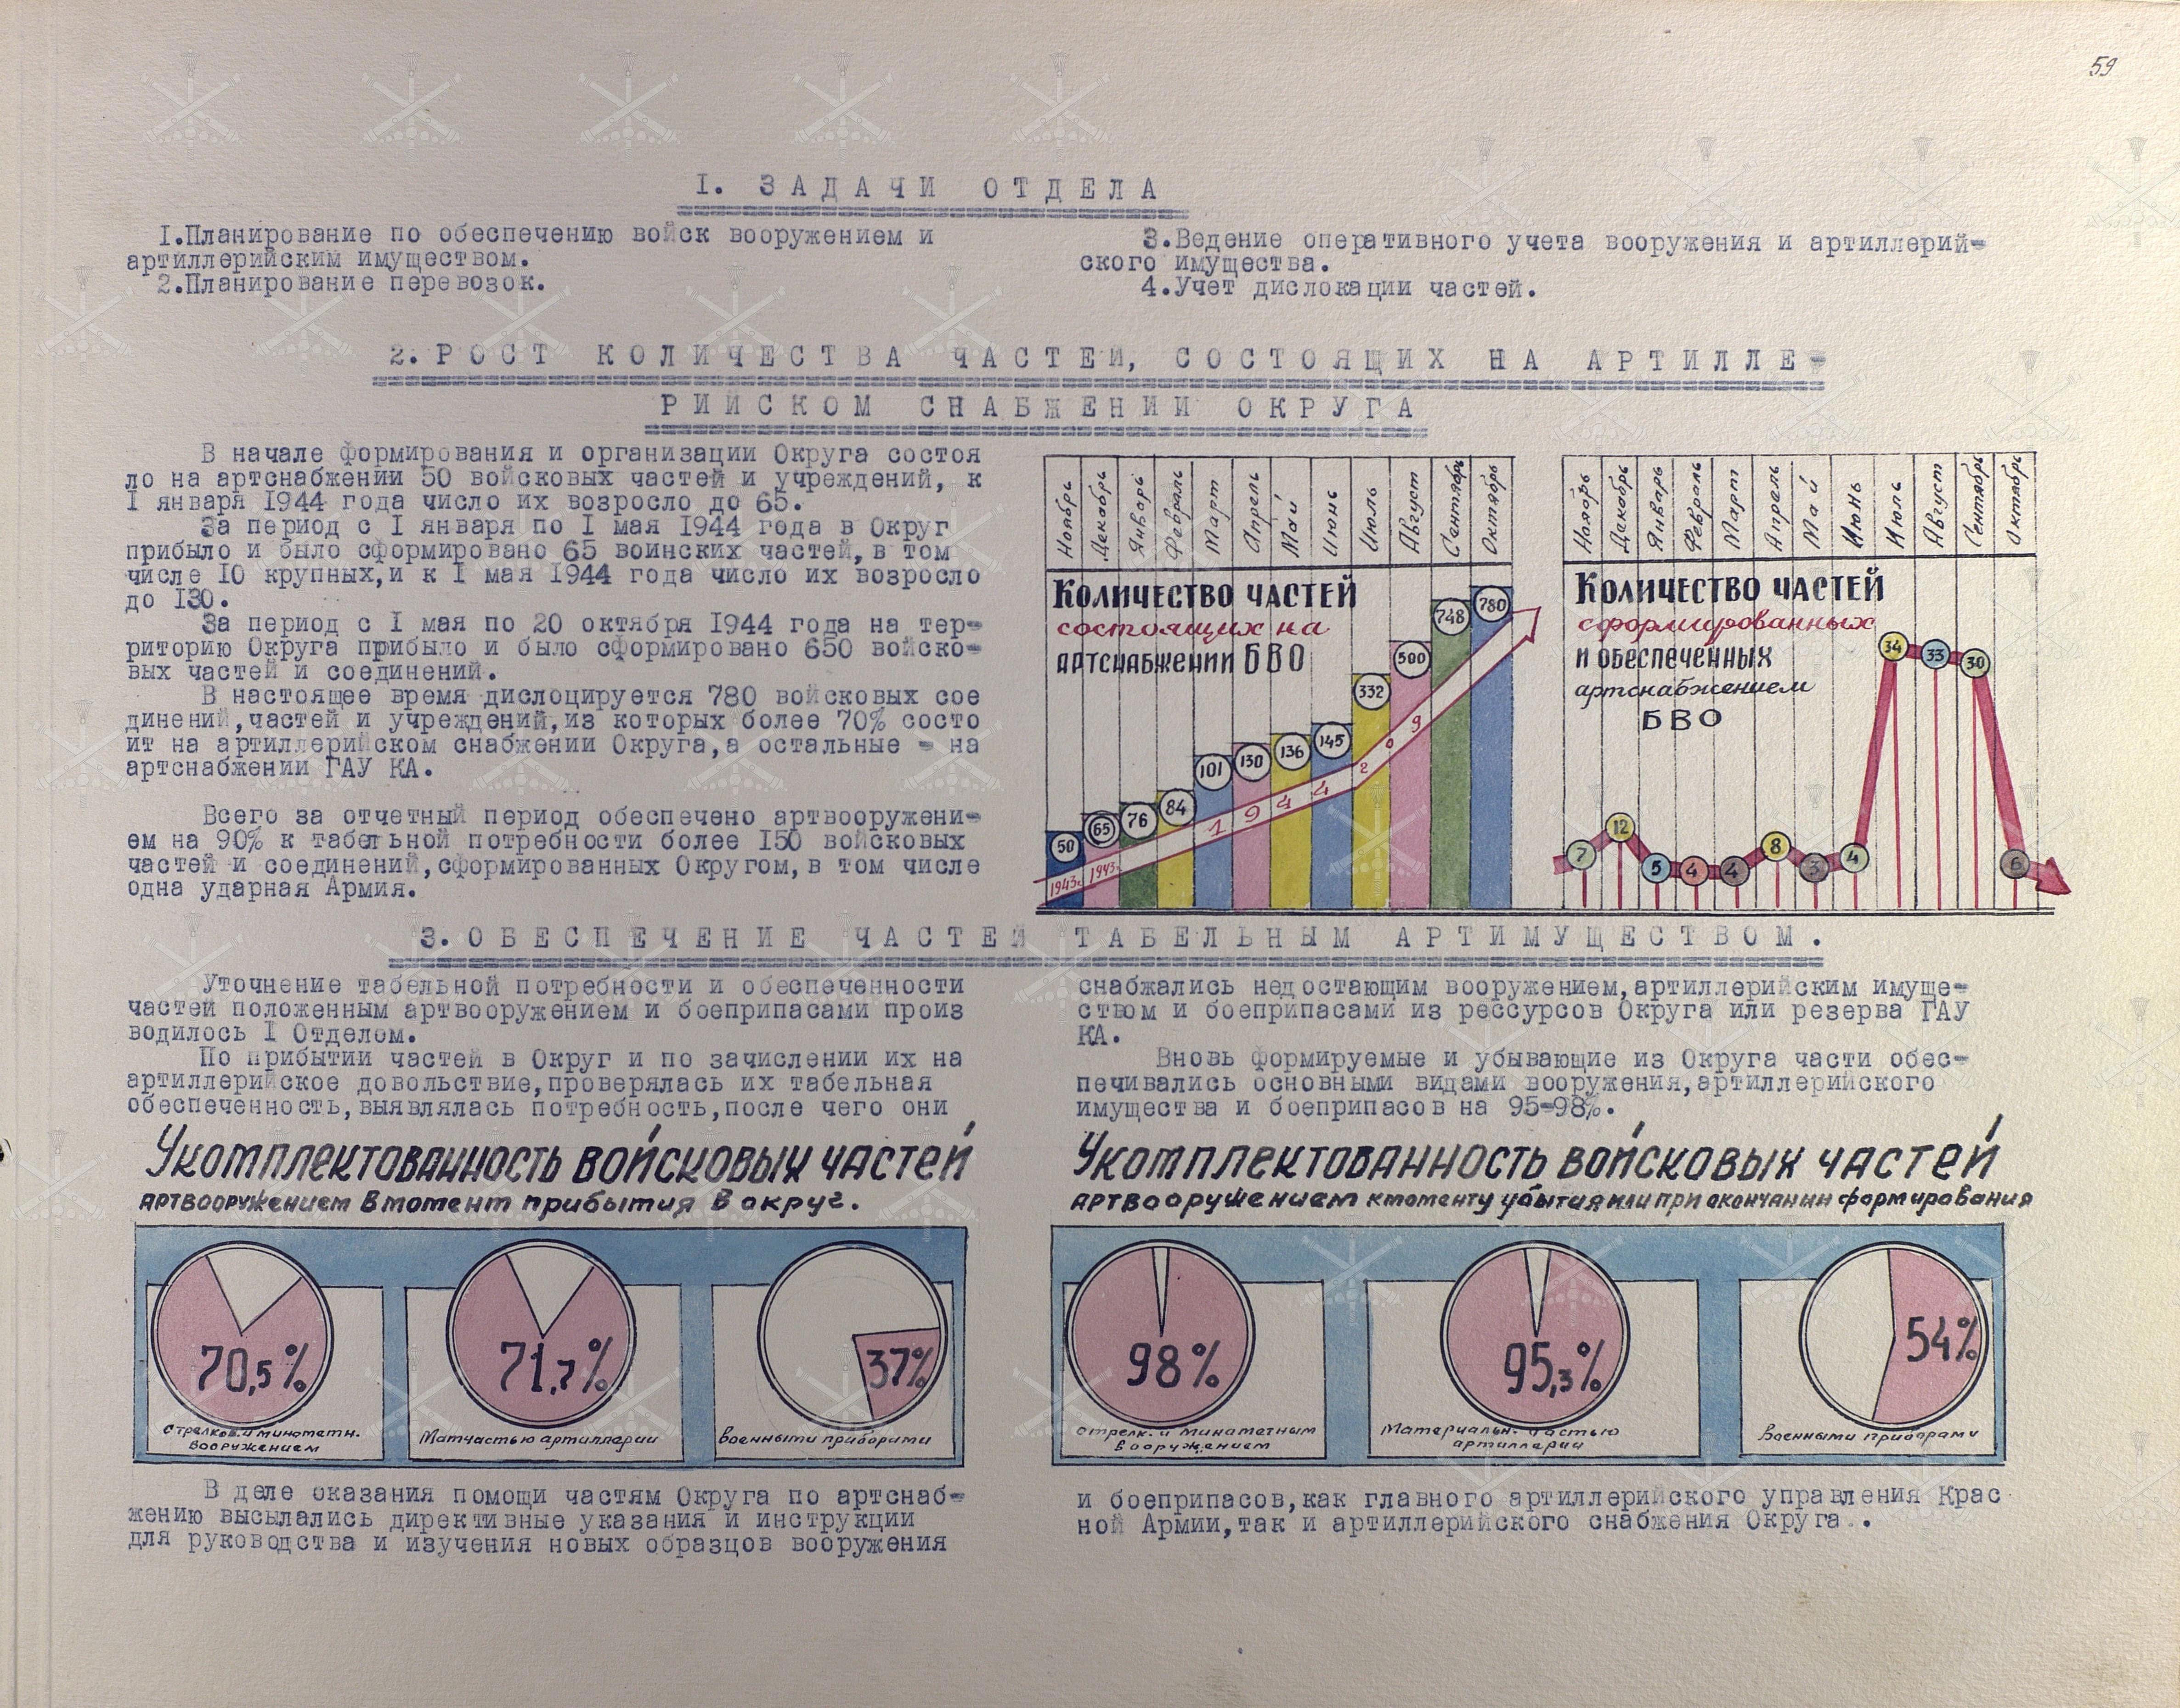 59
I. ЗАДАЧИ ОТДЕЛА
I.Планирование по обеспечению войск вооружением и
артиллерийским имуществом.
2.Планирование перевозок.
3.Ведение оперативного учета вооружения и артиллерий-
ского имущества.
4.Учет дислокации частей.
2. РОСТ КОЛИЧЕСТВА ЧАСТЕЙ, СОСТОЯЩИХ НА АРТИЛЛЕ-
РИЙСКОМ СНАБЖЕНИИ ОКРУГА
В начале формирования и организации Округа состоя
ло на артснабжении 50 войсковых частей и учреждений, к
I января 1944 года число их возросло до 65.
За период с I января по I мая 1944 года в Округ
прибыло и было сформировано 65 воинских частей, в том
числе 10 крупных, и к I мая 1944 года число их возросло
до 130.
За период с I мая по 20 октября 1944 года на тер-
риторию Округа прибыло и было сформировано 650 войско-
вых частей и соединений.
В настоящее время дислоцируется 780 войсковых сое
динений, частей и учреждений, из которых более 70% состо
ит на артиллерийском снабжении Округа, а остальные - на
артснабжении ГАУ КА.
Всего за отчетный период обеспечено артвооружени-
ем на 90% к табельной потребности более 150 войсковых
частей и соединений, сформированных Округом, в том числе
одна ударная Армия.
Ноябрь Декабрь Январь Февраль Март Апрель Май Июнь Июль Август Сентябрь Октябрь
Количество частей
состоящих на
артснабжении БВО
50 65 76 84 101 130 136 145 332 500 748 780
1943г 1943г 1944 год
Ноябрь Декабрь Январь Февраль Март Апрель Май Июнь Июль Август Сентябрь Октябрь
Количество частей
сформированных
и обеспеченных
артснабжением
БВО
7 12 5 4 4 8 3 4 34 33 30 6
3. ОБЕСПЕЧЕНИЕ ЧАСТЕЙ ТАБЕЛЬНЫМ АРТИМУЩЕСТВОМ.
Уточнение табельной потребности и обеспеченности
частей положенным артвооружением и боеприпасами произ
водилось I Отделом.
По прибытии частей в Округ и по зачислении их на
артиллерийское довольствие, проверялась их табельная
обеспеченность, выявлялась потребность, после чего они
снабжались недостающим вооружением, артиллерийским имуще-
ством и боеприпасами из рессурсов Округа или резерва ГАУ
КА.
Вновь формируемые и убывающие из Округа части обес-
печивались основными видами вооружения, артиллерийского
имущества и боеприпасов на 95-98%.
Укомплектованность войсковых частей
артвооружением в момент прибытия в округ.
70,5%
Стрелков. и минометн.
вооружением
71,7%
Матчастью артиллерии
37%
Военными приборами
Укомплектованность войсковых частей
артвооружением к моменту убытия или при окончании формирования
98%
Стрелк. и минаметным
вооружением
95,3%
Материальн. частью
артиллерии
54%
Военными приборами
В деле оказания помощи частям Округа по артснаб-
жению высылались директивные указания и инструкции
для руководства и изучения новых образцов вооружения
и боеприпасов, как главного артиллерийского управления Крас
ной Армии, так и артиллерийского снабжения Округа.